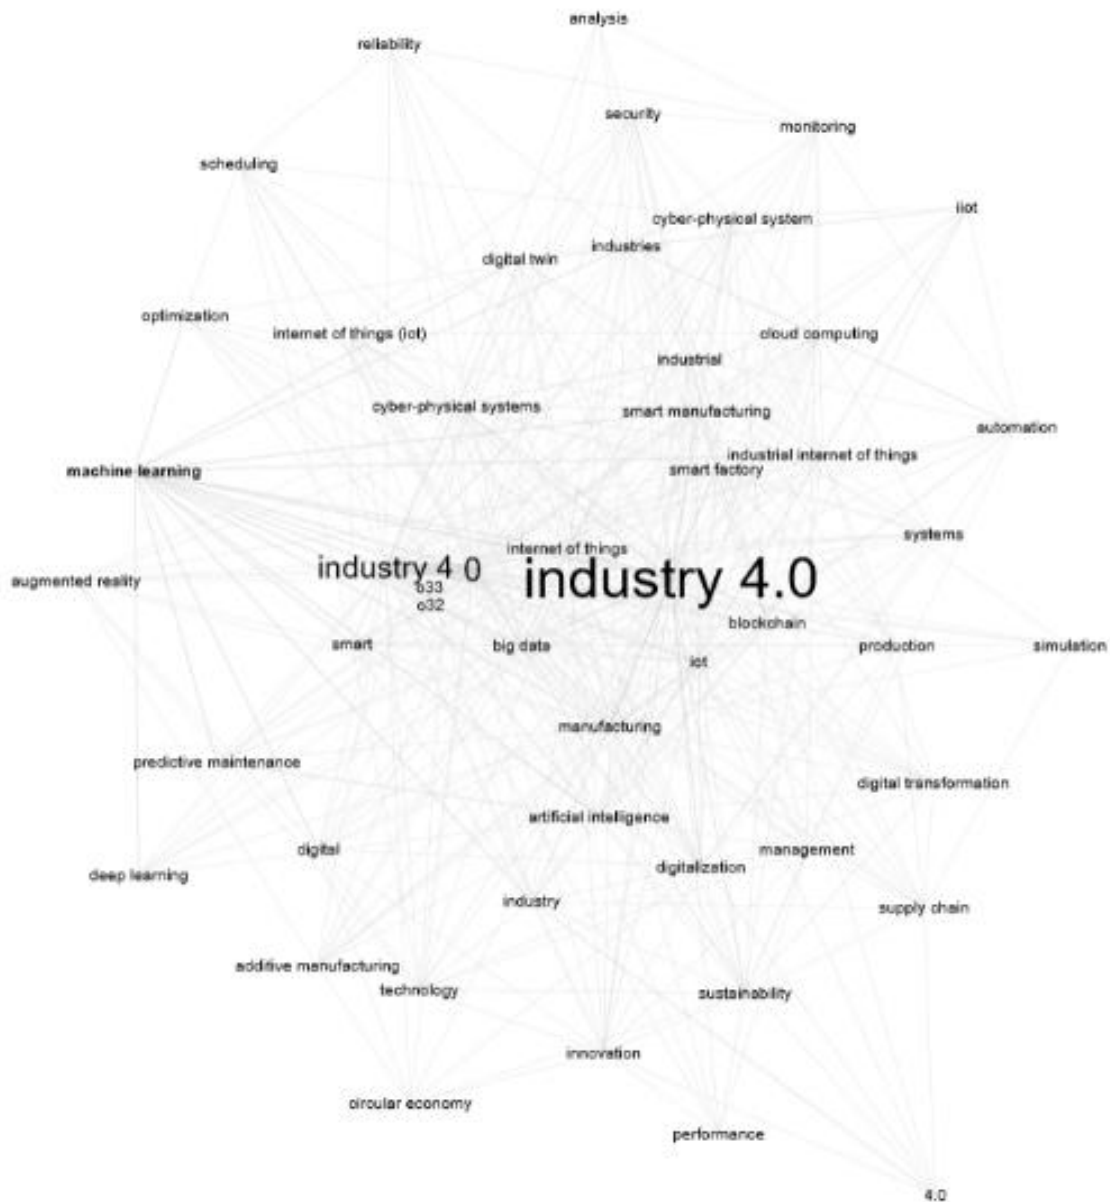 analysis
reliability
security
monitoring
scheduling
iiot
cyber-physical system
industries
digital twin
optimization
internet of things (iot)
cloud computing
industrial
cyber-physical systems
smart manufacturing
automation
industrial internet of things
machine learning
smart factory
systems
internet of things
industry 4 0
industry 4.0
augmented reality
o33
o32
blockchain
smart
big data
production
simulation
iot
manufacturing
predictive maintenance
digital transformation
artificial intelligence
digital
management
digitalization
deep learning
industry
supply chain
additive manufacturing
technology
sustainability
innovation
circular economy
performance
4.0